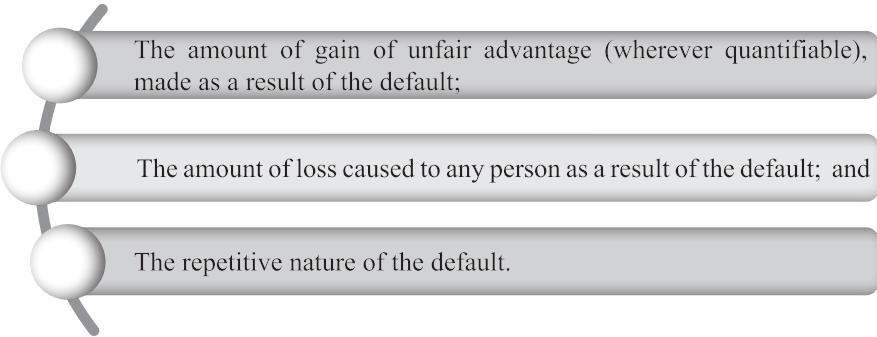 The amount of gain of unfair advantage (wherever quantifiable),
made as a result of the default;
The amount of loss caused to any person as a result of the default; and
The repetitive nature of the default.